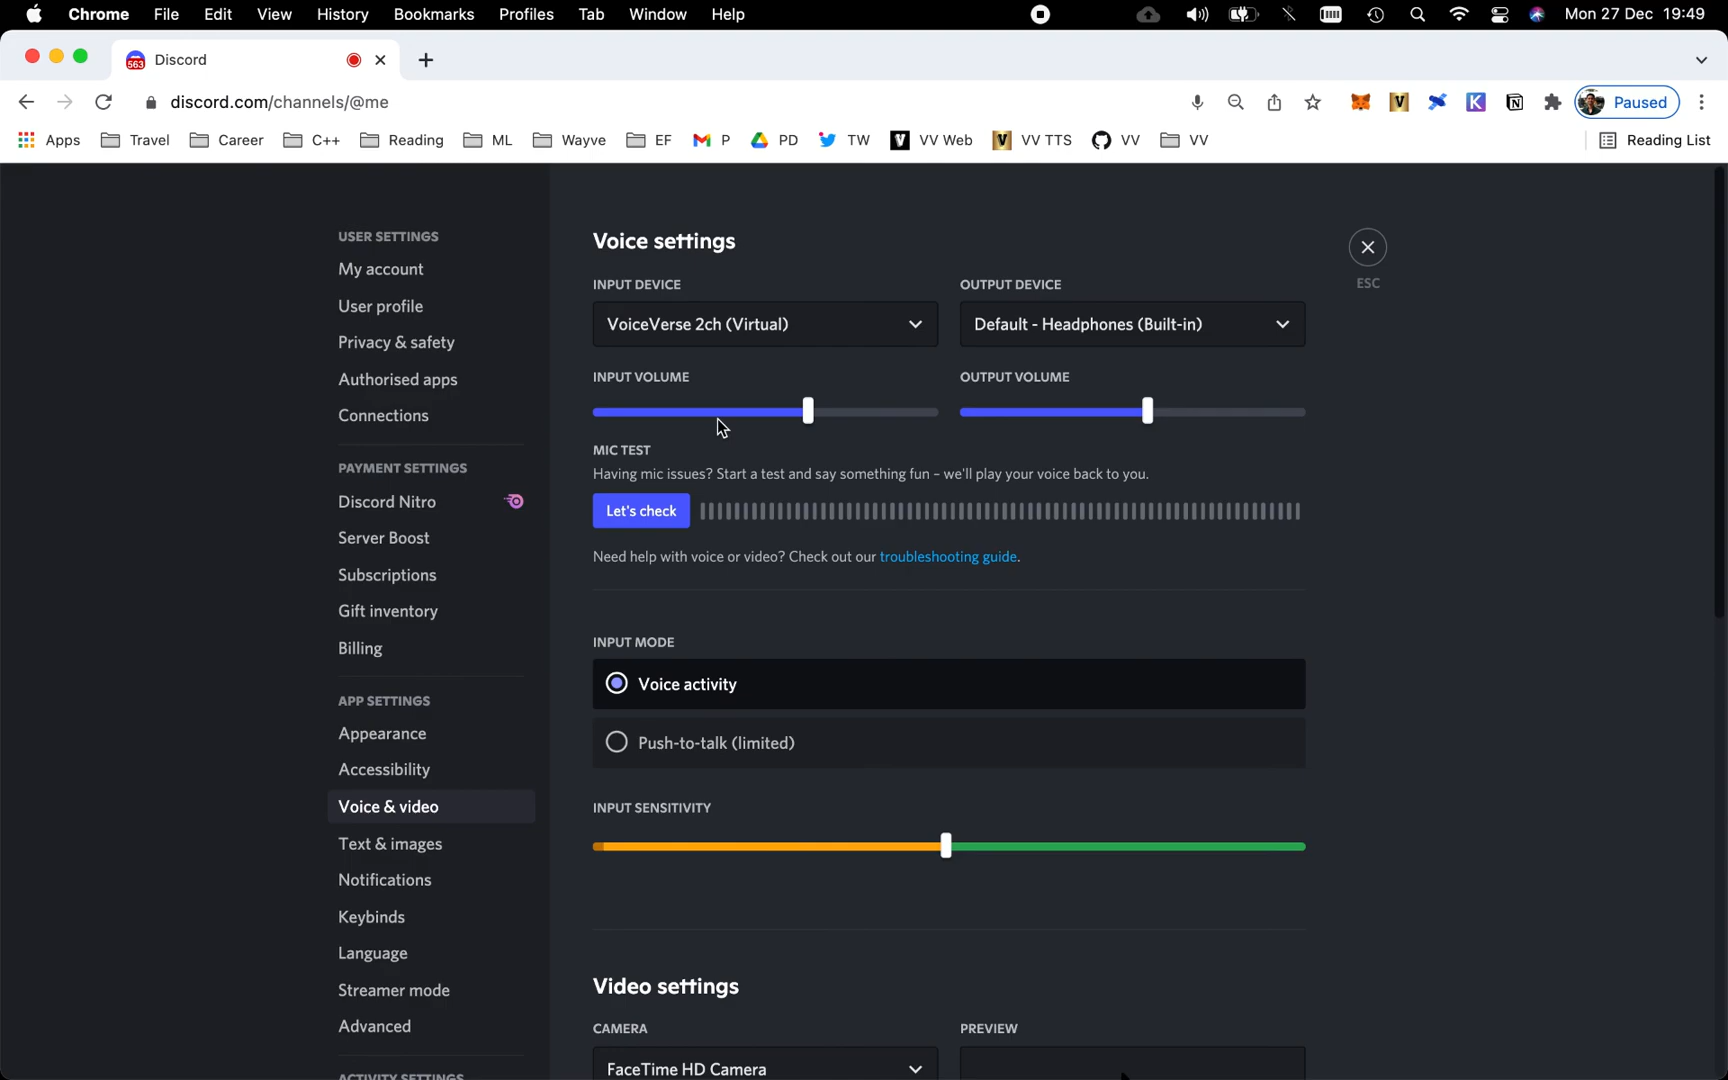 Chrome File Edit View History Bookmarks Profiles Tab Window Help Mon 27 Dec 19:49
563 Discord
discord.com/channels/@me V K N Paused
Apps Travel Career C++ Reading ML Wayve EF P PD TW V VV Web V VV TTS VV VV Reading List
USER SETTINGS
My account
User profile
Privacy & safety
Authorised apps
Connections
PAYMENT SETTINGS
Discord Nitro
Server Boost
Subscriptions
Gift inventory
Billing
APP SETTINGS
Appearance
Accessibility
Voice & video
Text & images
Notifications
Keybinds
Language
Streamer mode
Advanced
ACTIVITY SETTINGS
Voice settings
ESC
INPUT DEVICE OUTPUT DEVICE
VoiceVerse 2ch (Virtual) Default - Headphones (Built-in)
INPUT VOLUME OUTPUT VOLUME
MIC TEST
Having mic issues? Start a test and say something fun – we'll play your voice back to you.
Let's check
Need help with voice or video? Check out our troubleshooting guide.
INPUT MODE
Voice activity
Push-to-talk (limited)
INPUT SENSITIVITY
Video settings
CAMERA PREVIEW
FaceTime HD Camera